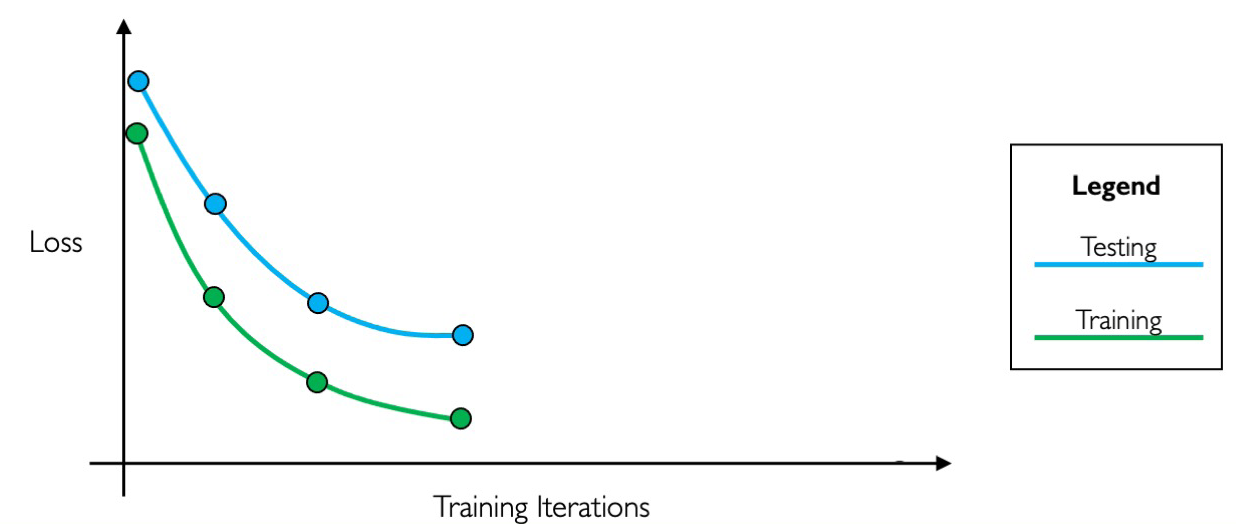 Loss
Training Iterations
Legend
Testing
Training